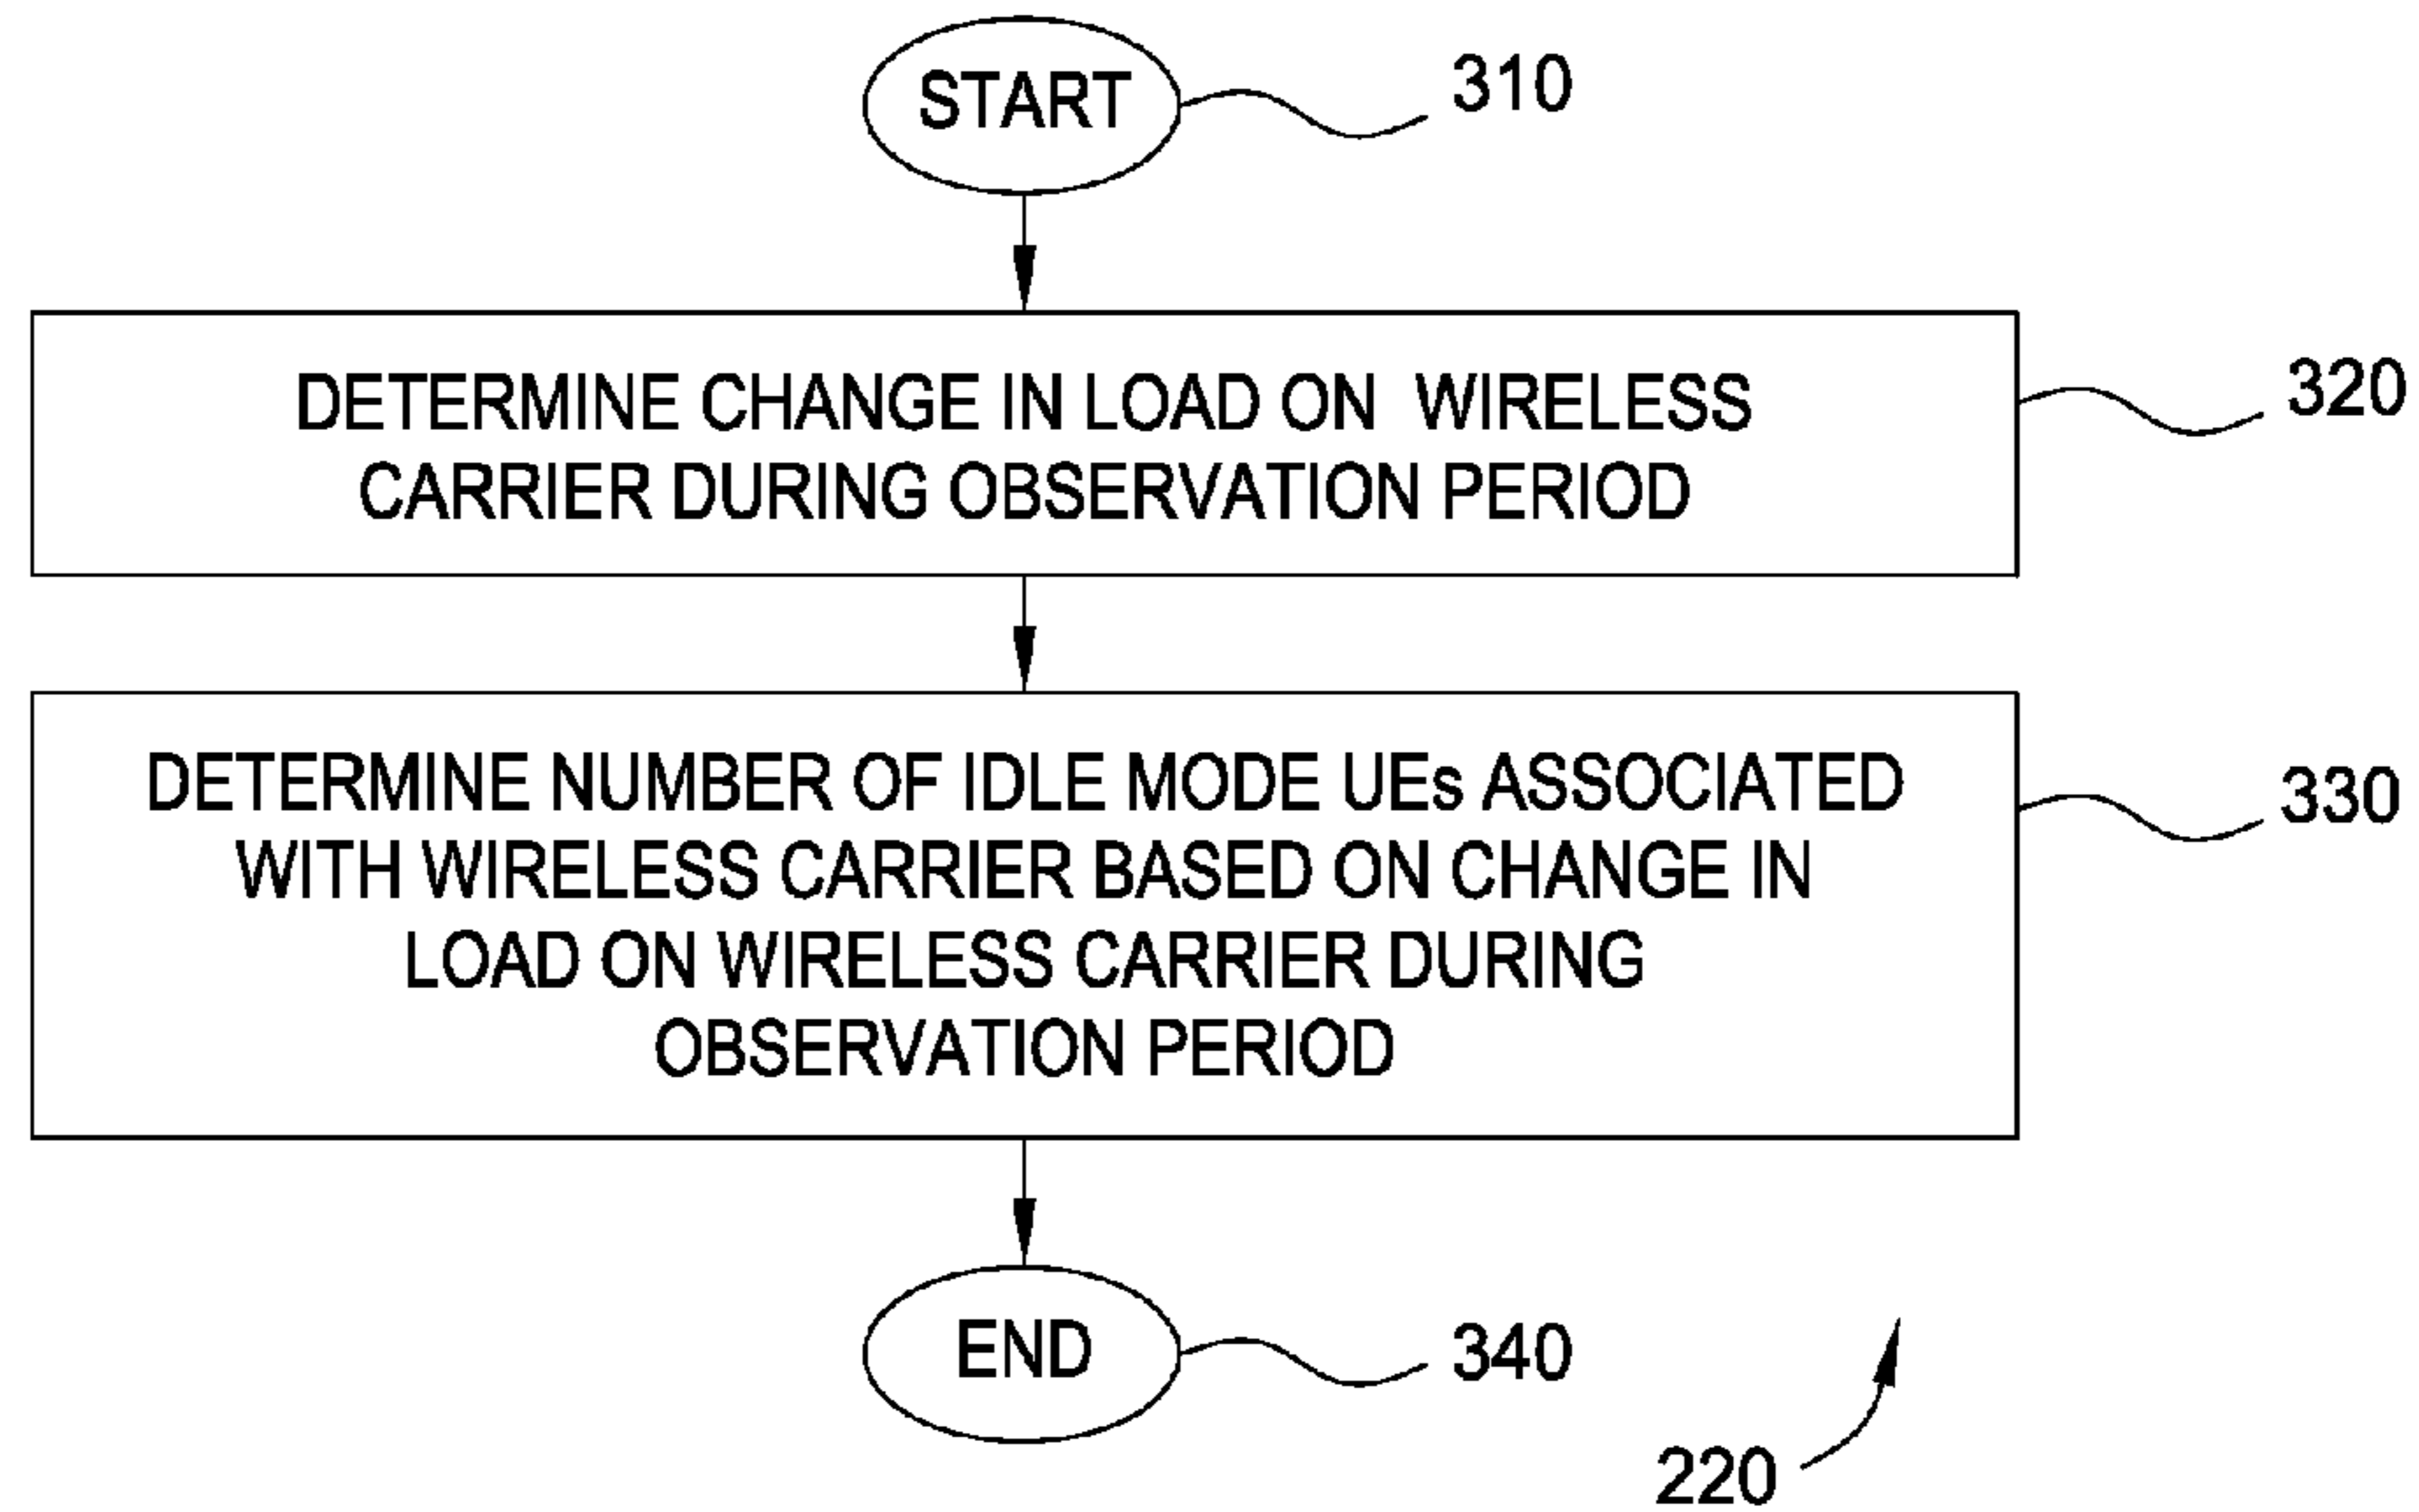 START
310
DETERMINE CHANGE IN LOAD ON WIRELESS
CARRIER DURING OBSERVATION PERIOD
320
DETERMINE NUMBER OF IDLE MODE UEs ASSOCIATED
WITH WIRELESS CARRIER BASED ON CHANGE IN
LOAD ON WIRELESS CARRIER DURING
OBSERVATION PERIOD
330
END
340
220